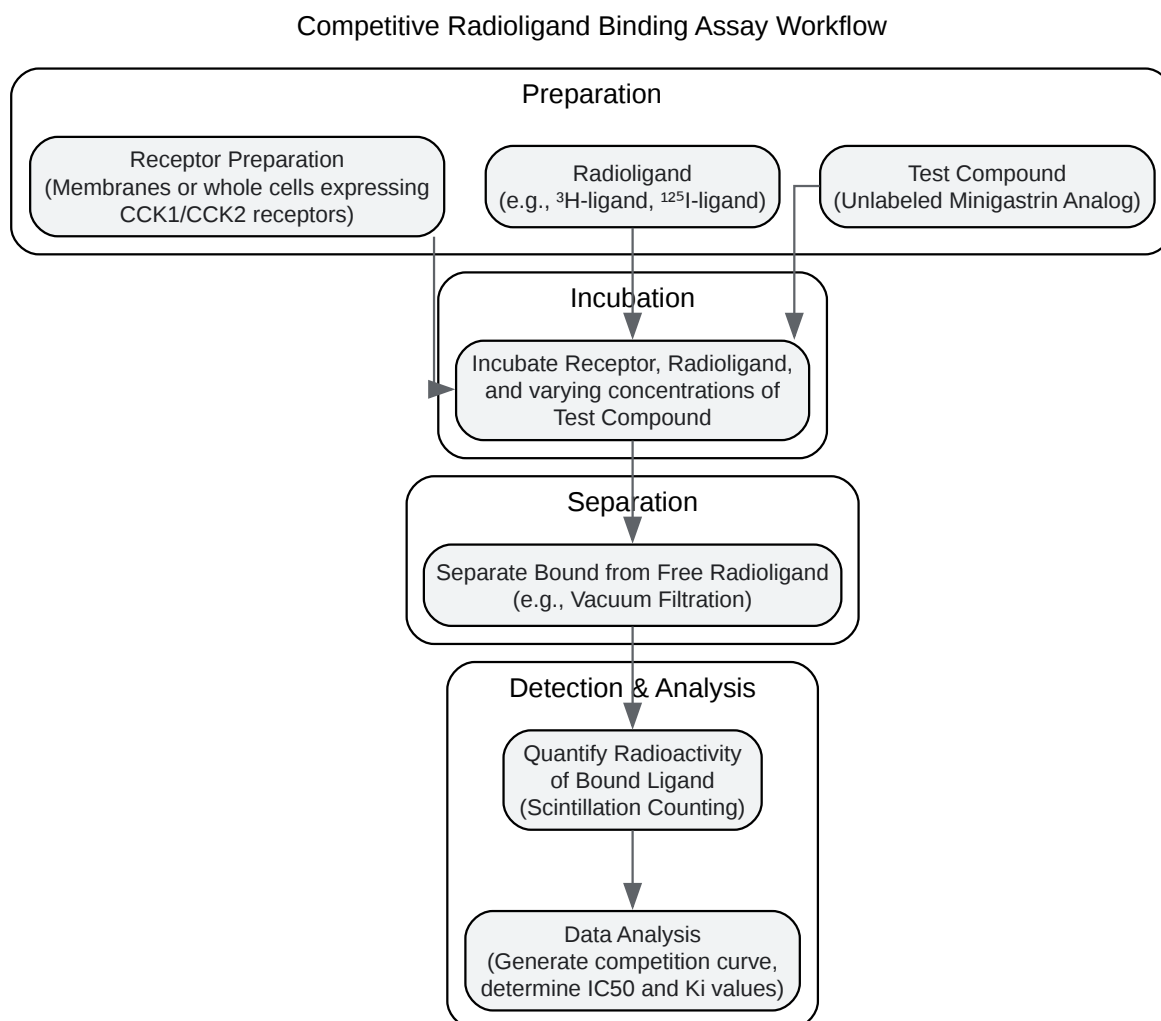 Competitive Radioligand Binding Assay Workflow
Preparation
Receptor Preparation
(Membranes or whole cells expressing
CCK1/CCK2 receptors)
Radioligand
(e.g., ³H-ligand, ¹²⁵I-ligand)
Test Compound
(Unlabeled Minigastrin Analog)
Incubation
Incubate Receptor, Radioligand,
and varying concentrations of
Test Compound
Separation
Separate Bound from Free Radioligand
(e.g., Vacuum Filtration)
Detection & Analysis
Quantify Radioactivity
of Bound Ligand
(Scintillation Counting)
Data Analysis
(Generate competition curve,
determine IC50 and Ki values)